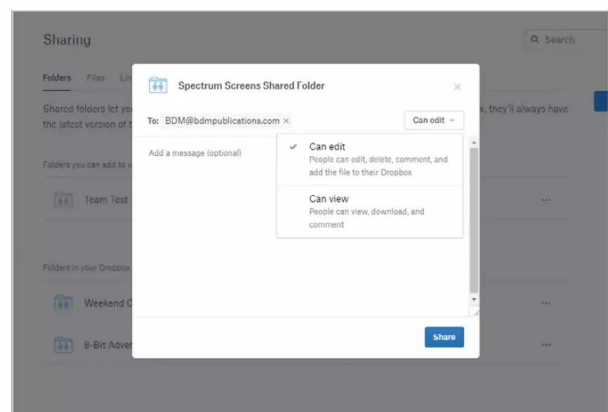 Sharing
Search
Folders Files
Spectrum Screens Shared Folder ×
Shared folders let you
x, they'll always have
the latest version of
To: BDM@bdmpublications.com × Can edit
Add a message (optional)
✓ Can edit
People can edit, delete, comment, and
add the file to their Dropbox
Can view
People can view, download, and
comment
Folders you can add to
Team Test
Folders in your Dropbox
Weekend
8-Bit
Share